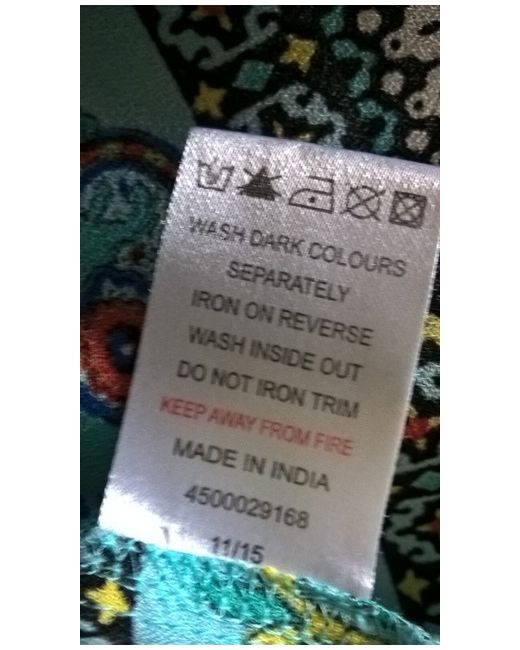 WASH DARK COLOURS
SEPARATELY
IRON ON REVERSE
WASH INSIDE OUT
DO NOT IRON TRIM
KEEP AWAY FROM FIRE
MADE IN INDIA
4500029168
11/15